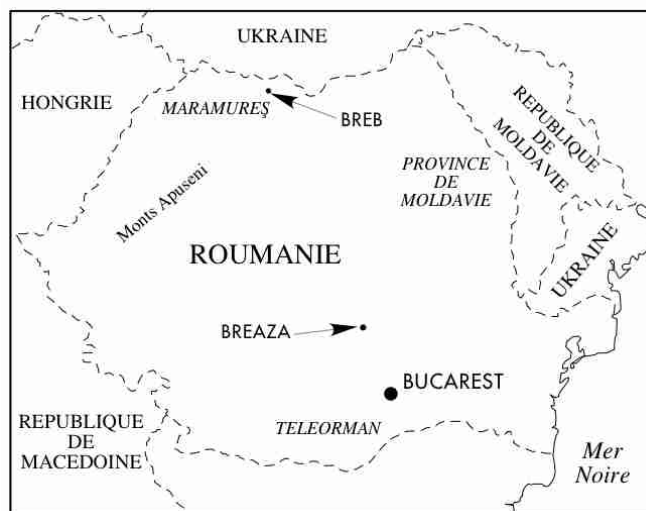 UKRAINE
HONGRIE
MARAMUREŞ
BREB
REPUBLIQUE
DE
MOLDAVIE
PROVINCE
DE
MOLDAVIE
Monts Apuseni
ROUMANIE
UKRAINE
BREAZA
BUCAREST
REPUBLIQUE
DE
MACEDOINE
TELEORMAN
Mer
Noire